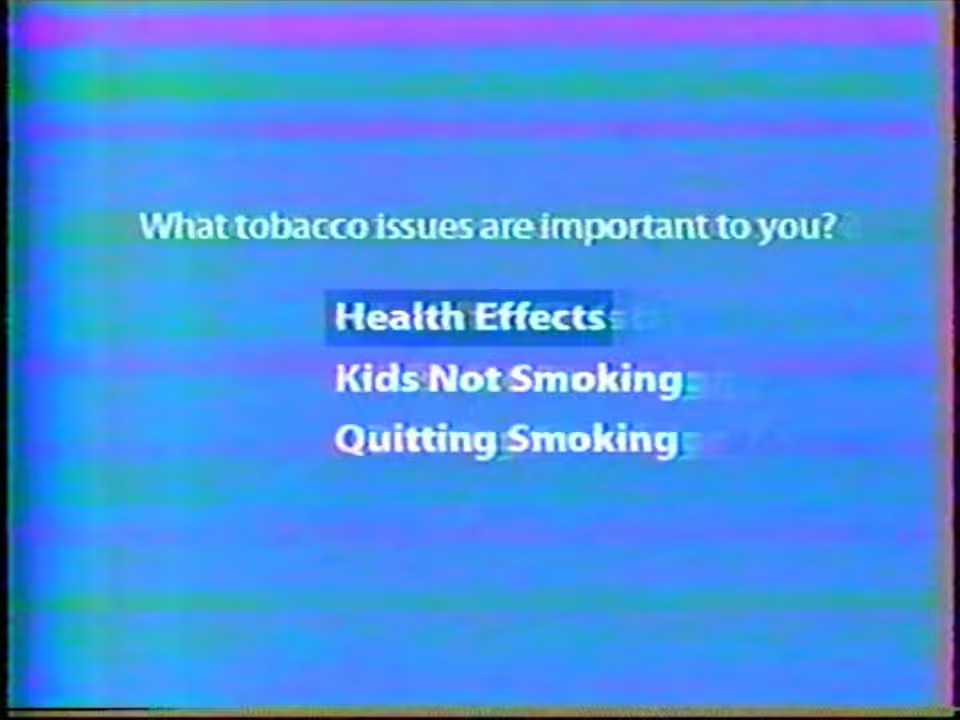 What tobacco issues are important to you?
Health Effects
Kids Not Smoking
Quitting Smoking